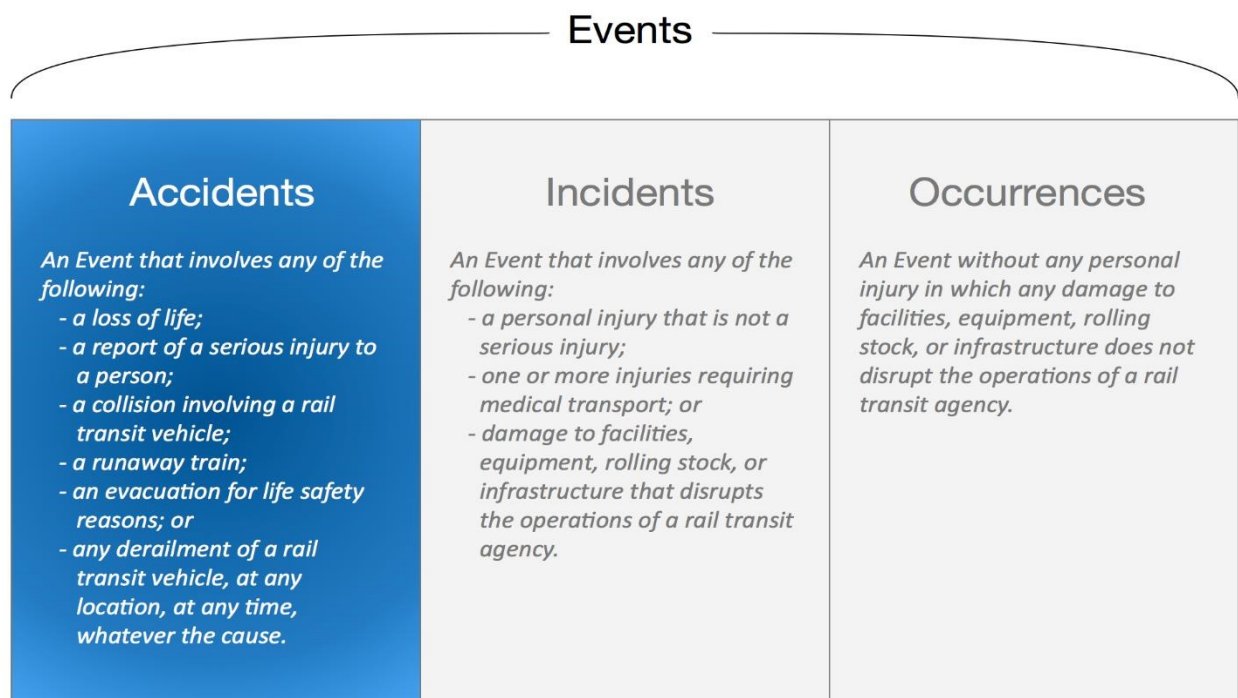 Events
Accidents
An Event that involves any of the
following:
- a loss of life;
- a report of a serious injury to
a person;
- a collision involving a rail
transit vehicle;
- a runaway train;
- an evacuation for life safety
reasons; or
- any derailment of a rail
transit vehicle, at any
location, at any time,
whatever the cause.
Incidents
An Event that involves any of the
following:
- a personal injury that is not a
serious injury;
- one or more injuries requiring
medical transport; or
- damage to facilities,
equipment, rolling stock, or
infrastructure that disrupts
the operations of a rail transit
agency.
Occurrences
An Event without any personal
injury in which any damage to
facilities, equipment, rolling
stock, or infrastructure does not
disrupt the operations of a rail
transit agency.